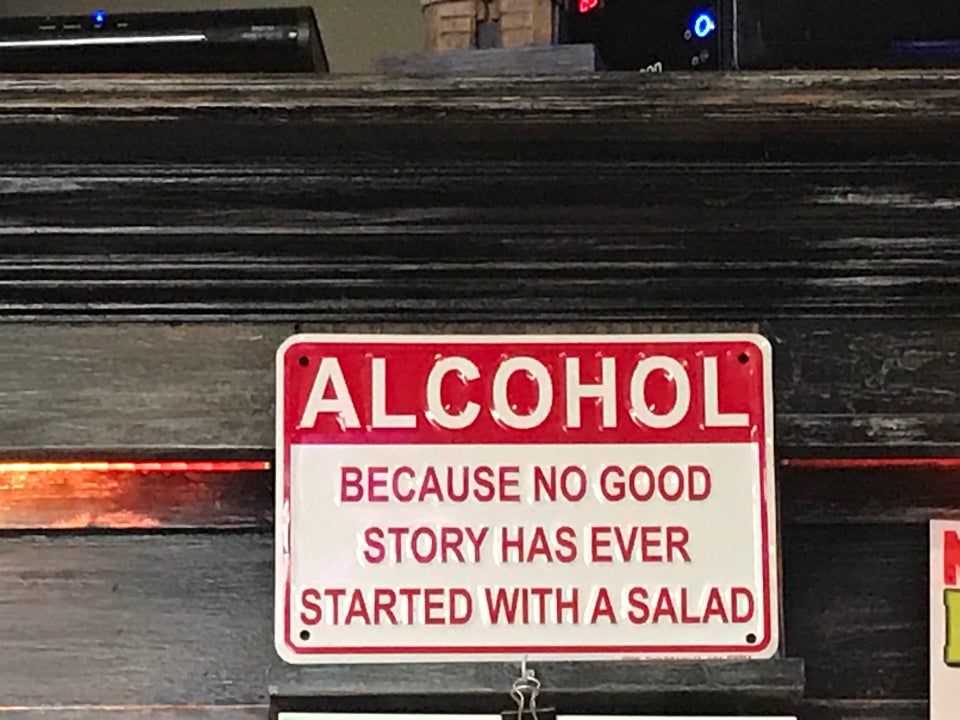 ALCOHOL
BECAUSE NO GOOD
STORY HAS EVER
STARTED WITH A SALAD